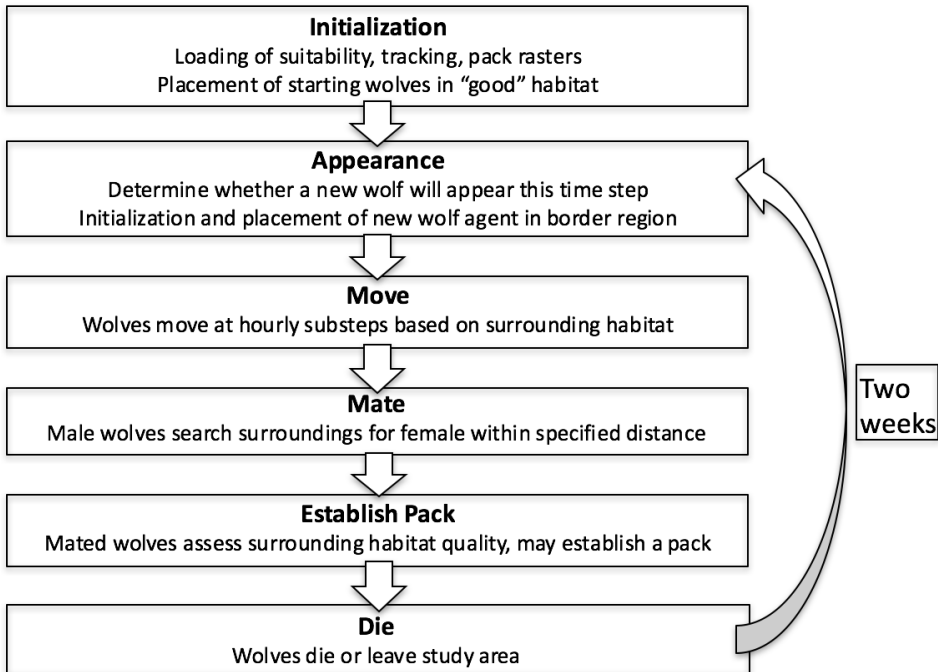 Initialization
Loading of suitability, tracking, pack rasters
Placement of starting wolves in “good” habitat
Appearance
Determine whether a new wolf will appear this time step
Initialization and placement of new wolf agent in border region
Move
Wolves move at hourly substeps based on surrounding habitat
Mate
Male wolves search surroundings for female within specified distance
Establish Pack
Mated wolves assess surrounding habitat quality, may establish a pack
Die
Wolves die or leave study area
Two
weeks